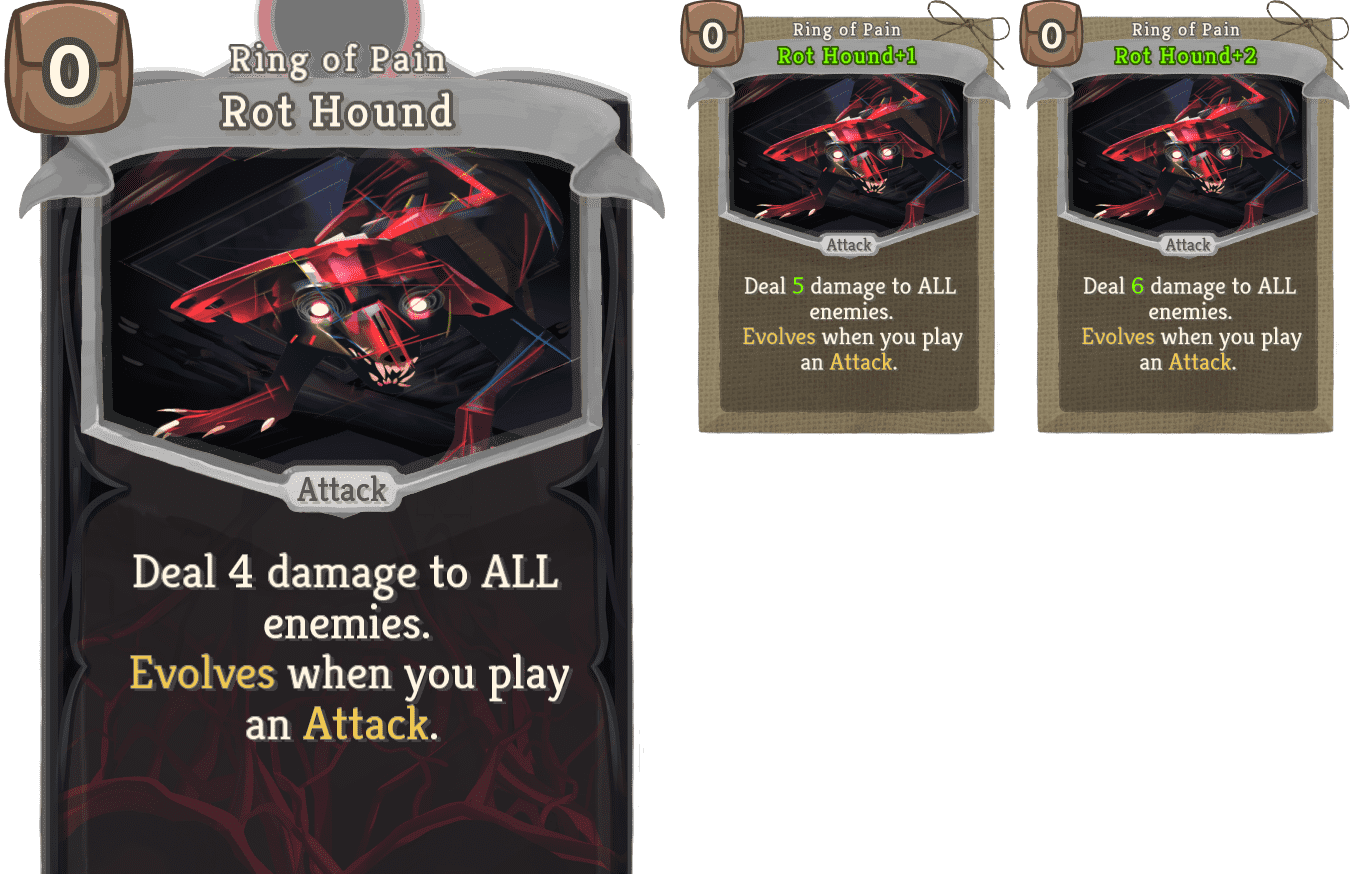 0
Ring of Pain
Rot Hound
Attack
Deal 4 damage to ALL
enemies.
Evolves when you play
an Attack.
0
Ring of Pain
Rot Hound+1
Attack
Deal 5 damage to ALL
enemies.
Evolves when you play
an Attack.
0
Ring of Pain
Rot Hound+2
Attack
Deal 6 damage to ALL
enemies.
Evolves when you play
an Attack.